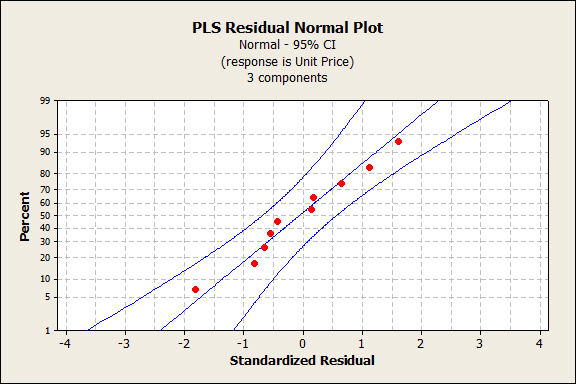 PLS Residual Normal Plot
Normal - 95% CI
(response is Unit Price)
3 components
99
95
90
80
70
60
50
40
30
20
10
5
1
Percent
-4 -3 -2 -1 0 1 2 3 4
Standardized Residual